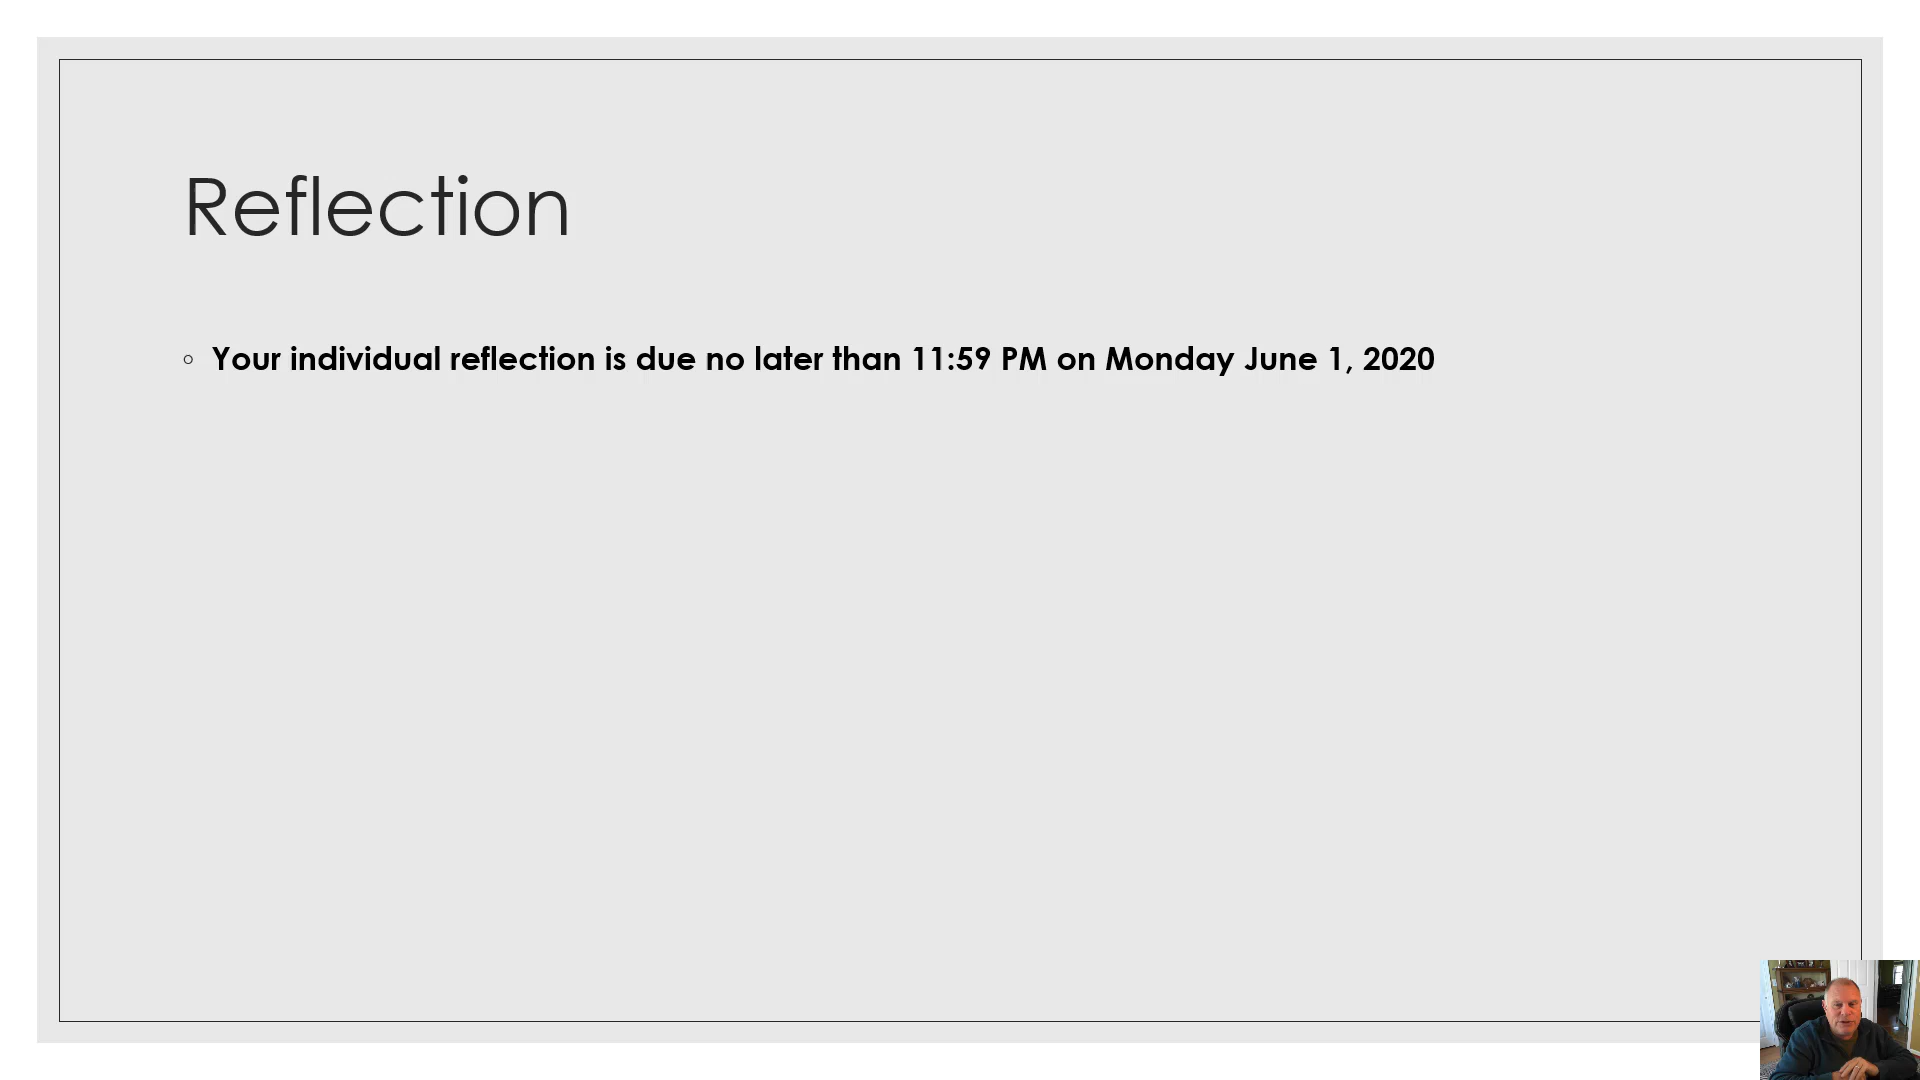 Reflection
Your individual reflection is due no later than 11:59 PM on Monday June 1, 2020